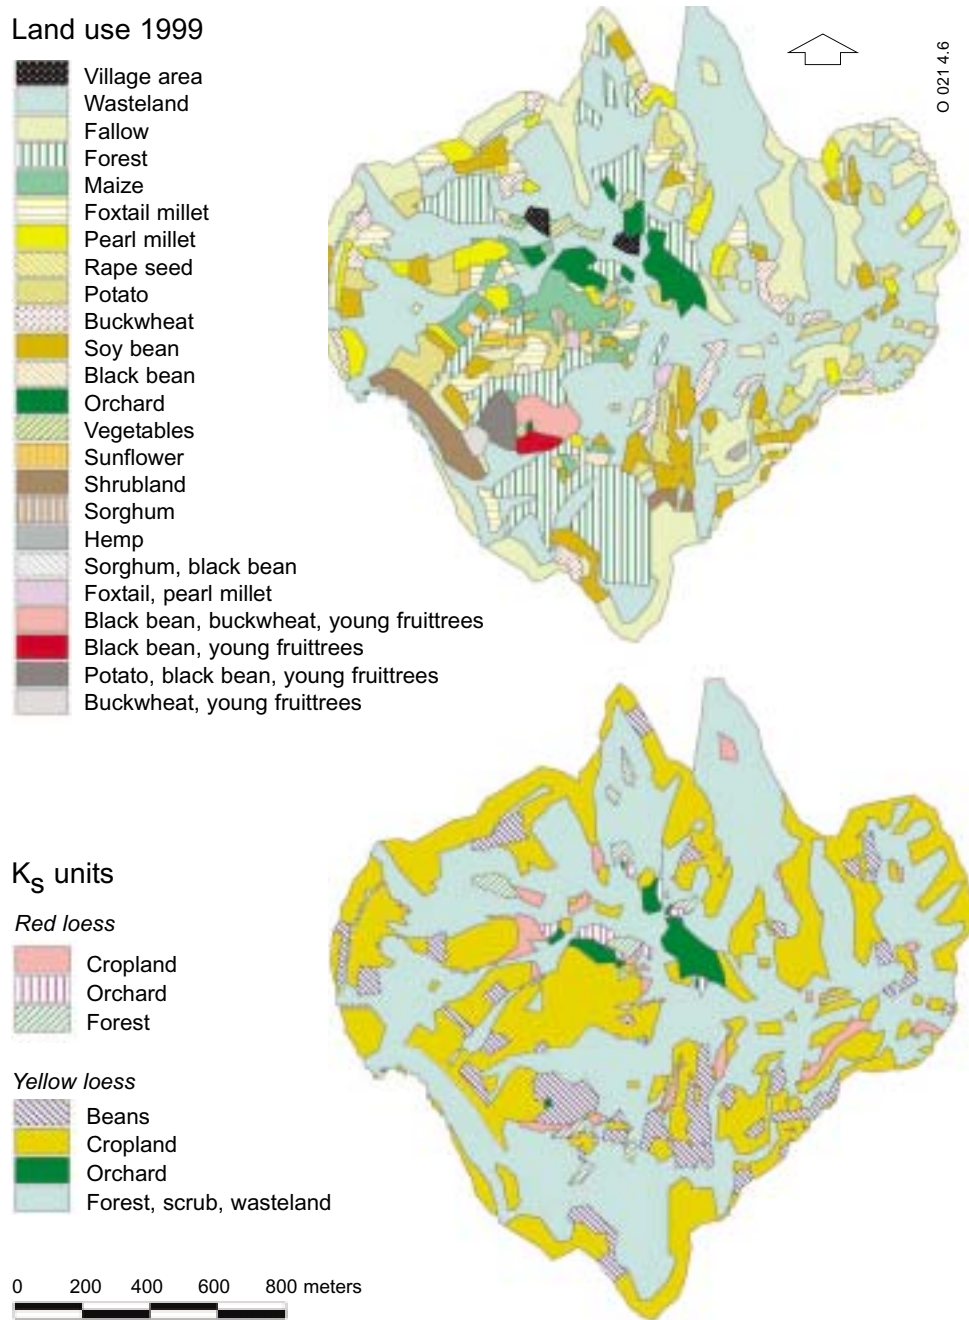 Land use 1999
Village area
Wasteland
Fallow
Forest
Maize
Foxtail millet
Pearl millet
Rape seed
Potato
Buckwheat
Soy bean
Black bean
Orchard
Vegetables
Sunflower
Shrubland
Sorghum
Hemp
Sorghum, black bean
Foxtail, pearl millet
Black bean, buckwheat, young fruittrees
Black bean, young fruittrees
Potato, black bean, young fruittrees
Buckwheat, young fruittrees
O 021 4.6
Ks units
Red loess
Cropland
Orchard
Forest
Yellow loess
Beans
Cropland
Orchard
Forest, scrub, wasteland
0 200 400 600 800 meters